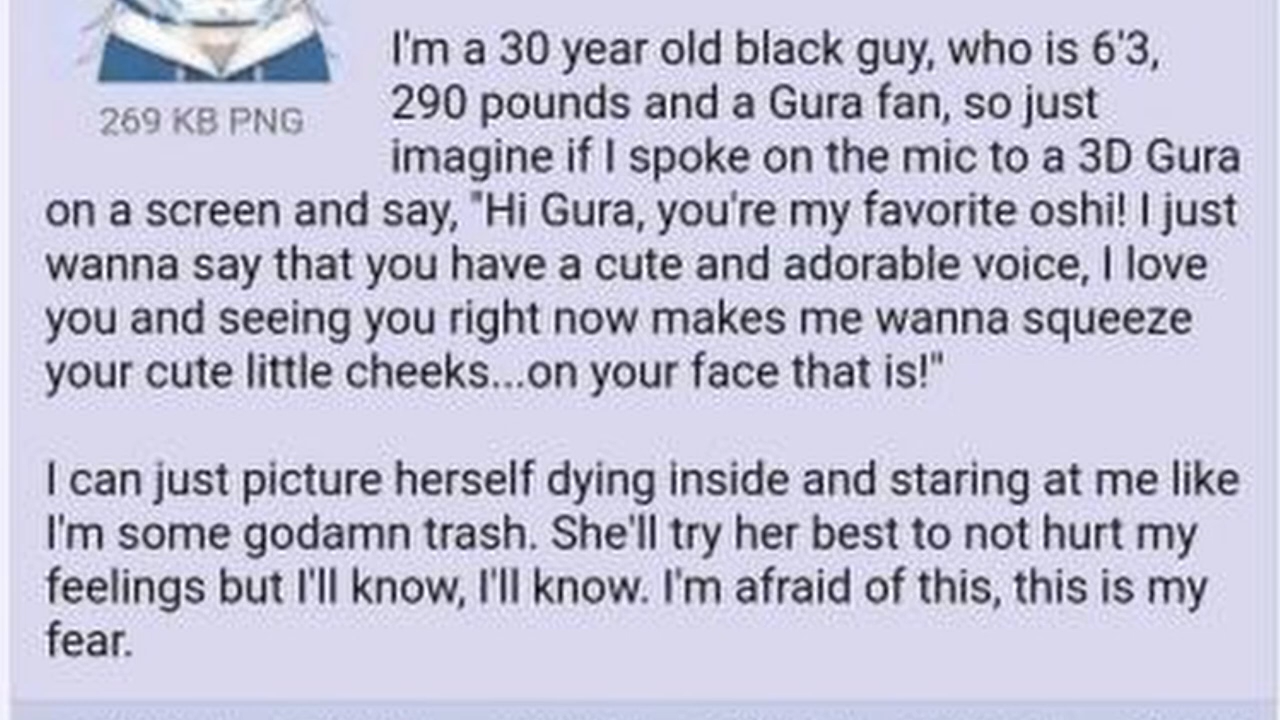 I'm a 30 year old black guy, who is 6'3,
269 KB PNG
290 pounds and a Gura fan, so just
imagine if I spoke on the mic to a 3D Gura
on a screen and say, "Hi Gura, you're my favorite oshi! I just
wanna say that you have a cute and adorable voice, I love
you and seeing you right now makes me wanna squeeze
your cute little cheeks...on your face that is!"
I can just picture herself dying inside and staring at me like
I'm some godamn trash. She'll try her best to not hurt my
feelings but I'll know, I'll know. I'm afraid of this, this is my
fear.